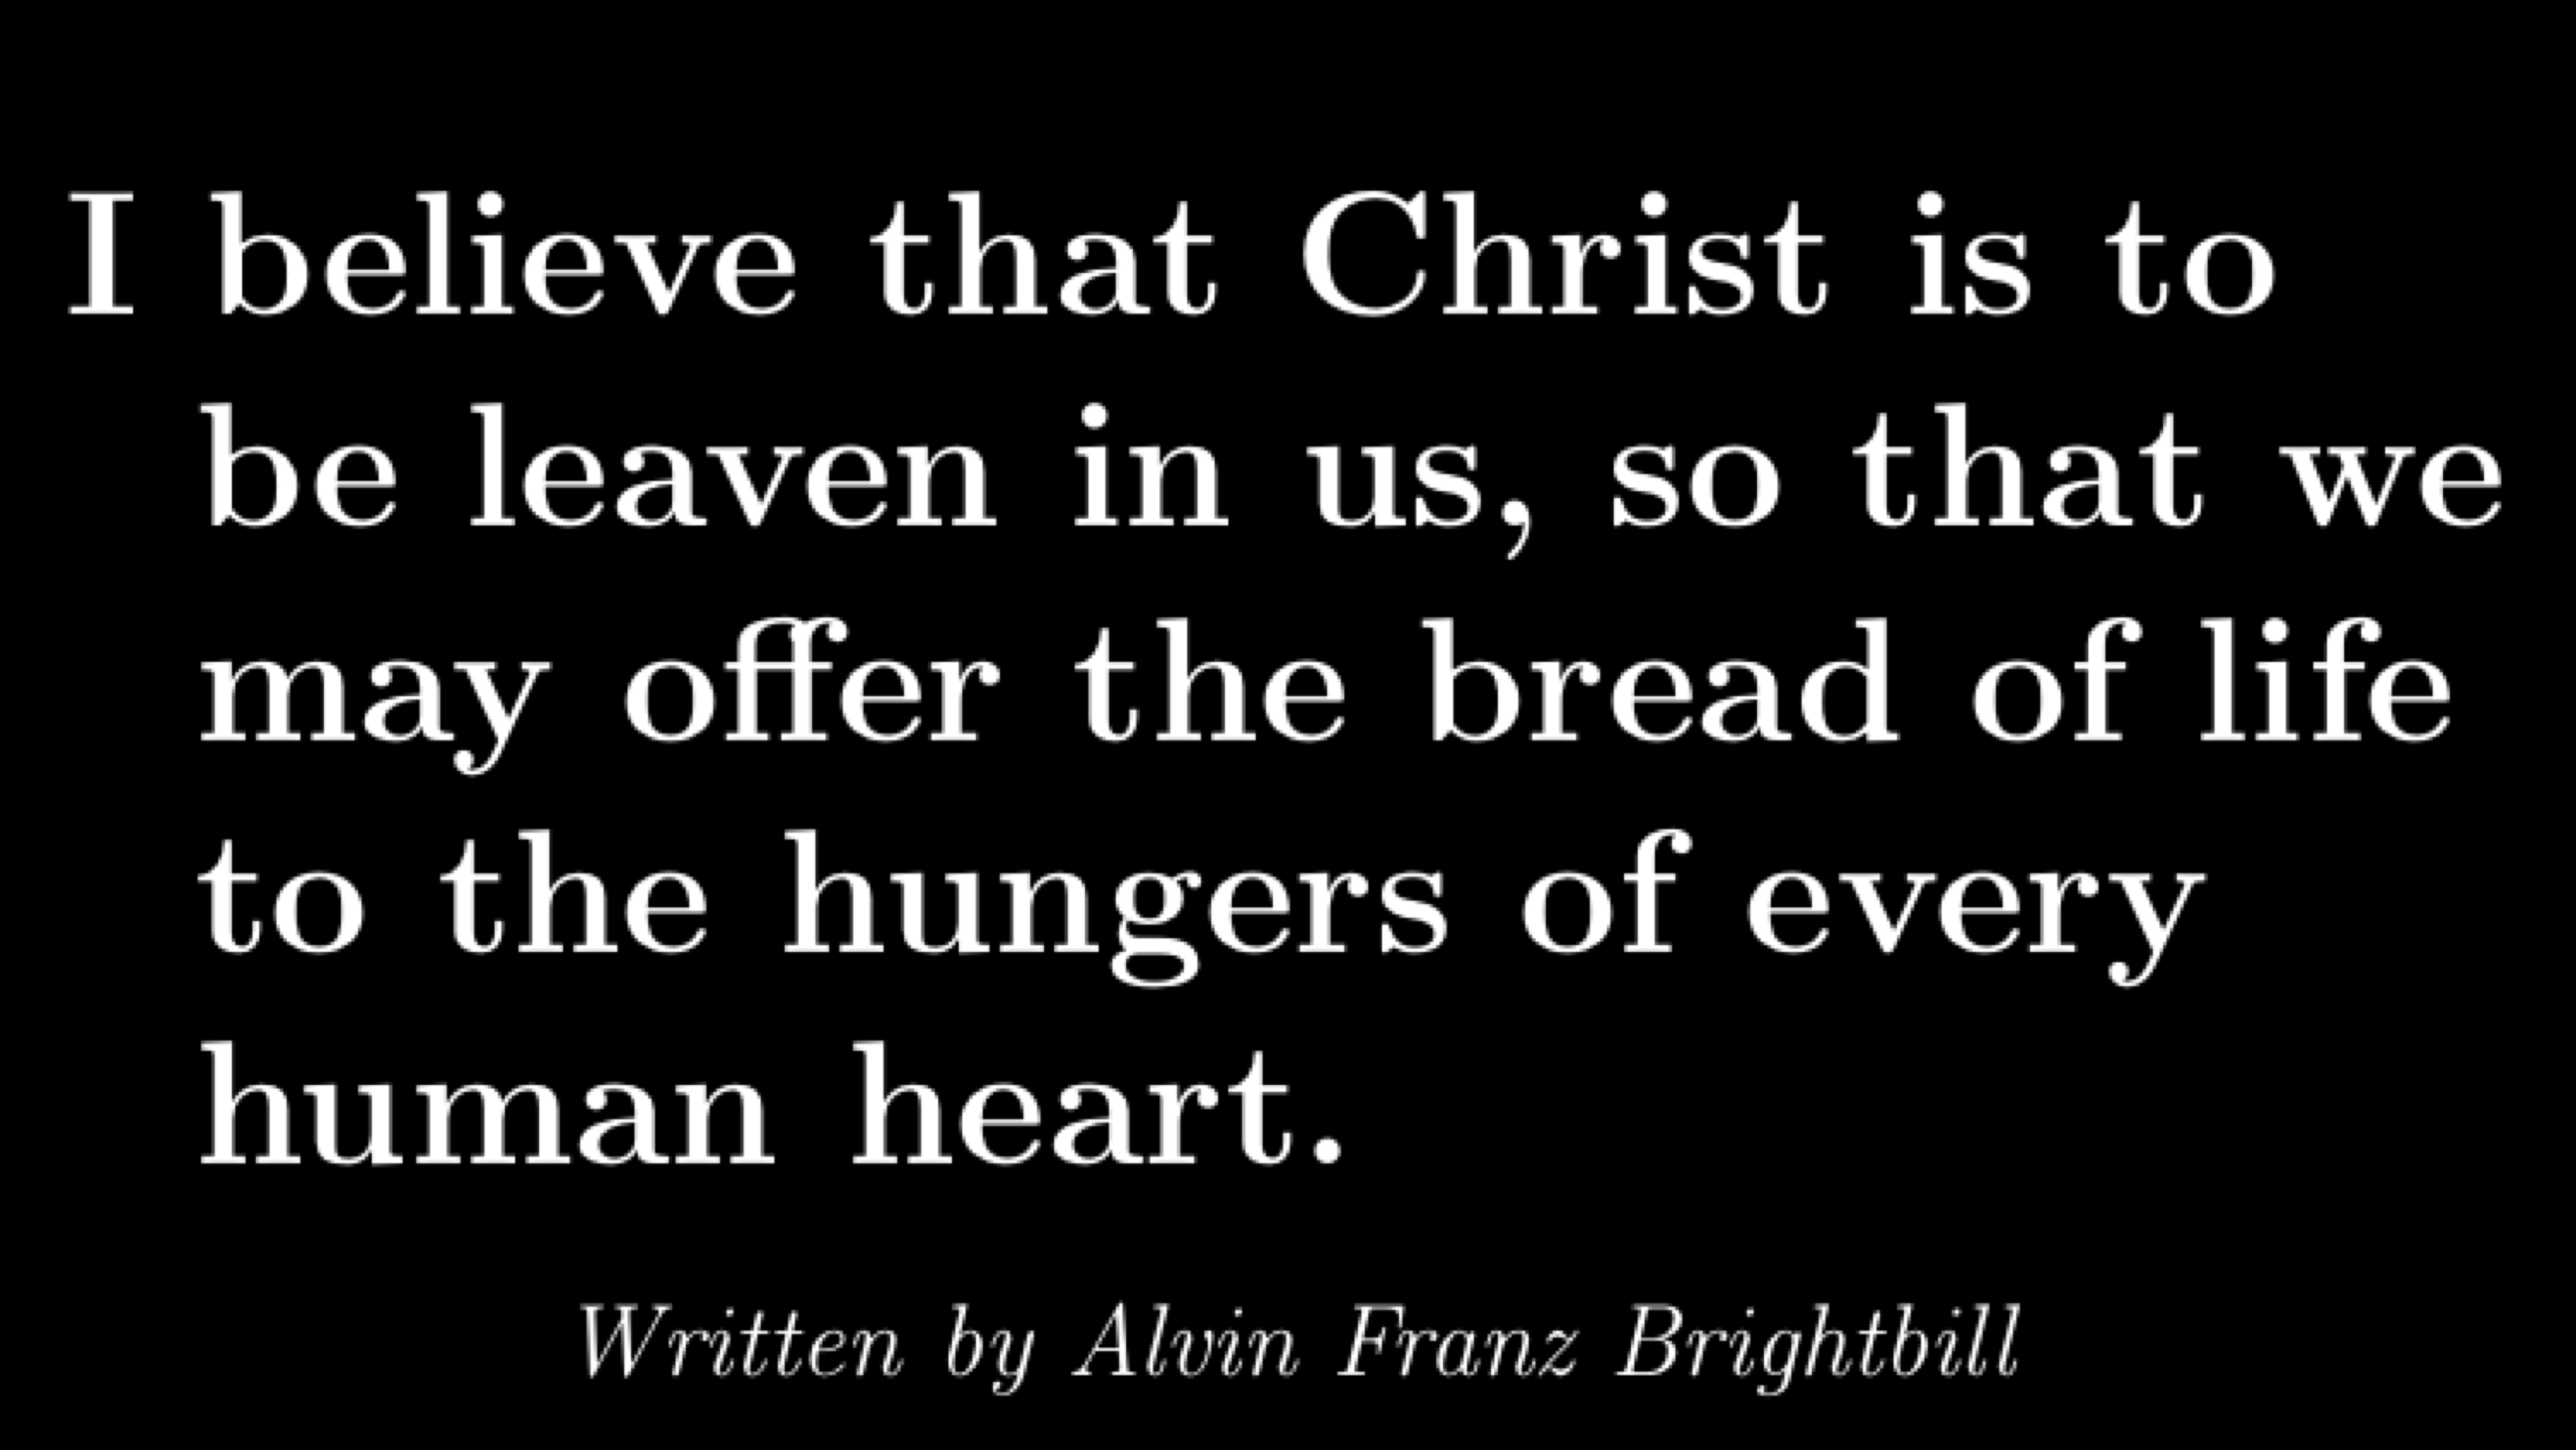 I believe that Christ is to
be leaven in us, so that we
may offer the bread of life
to the hungers of every
human heart.
Written by Alvin Franz Brightbill